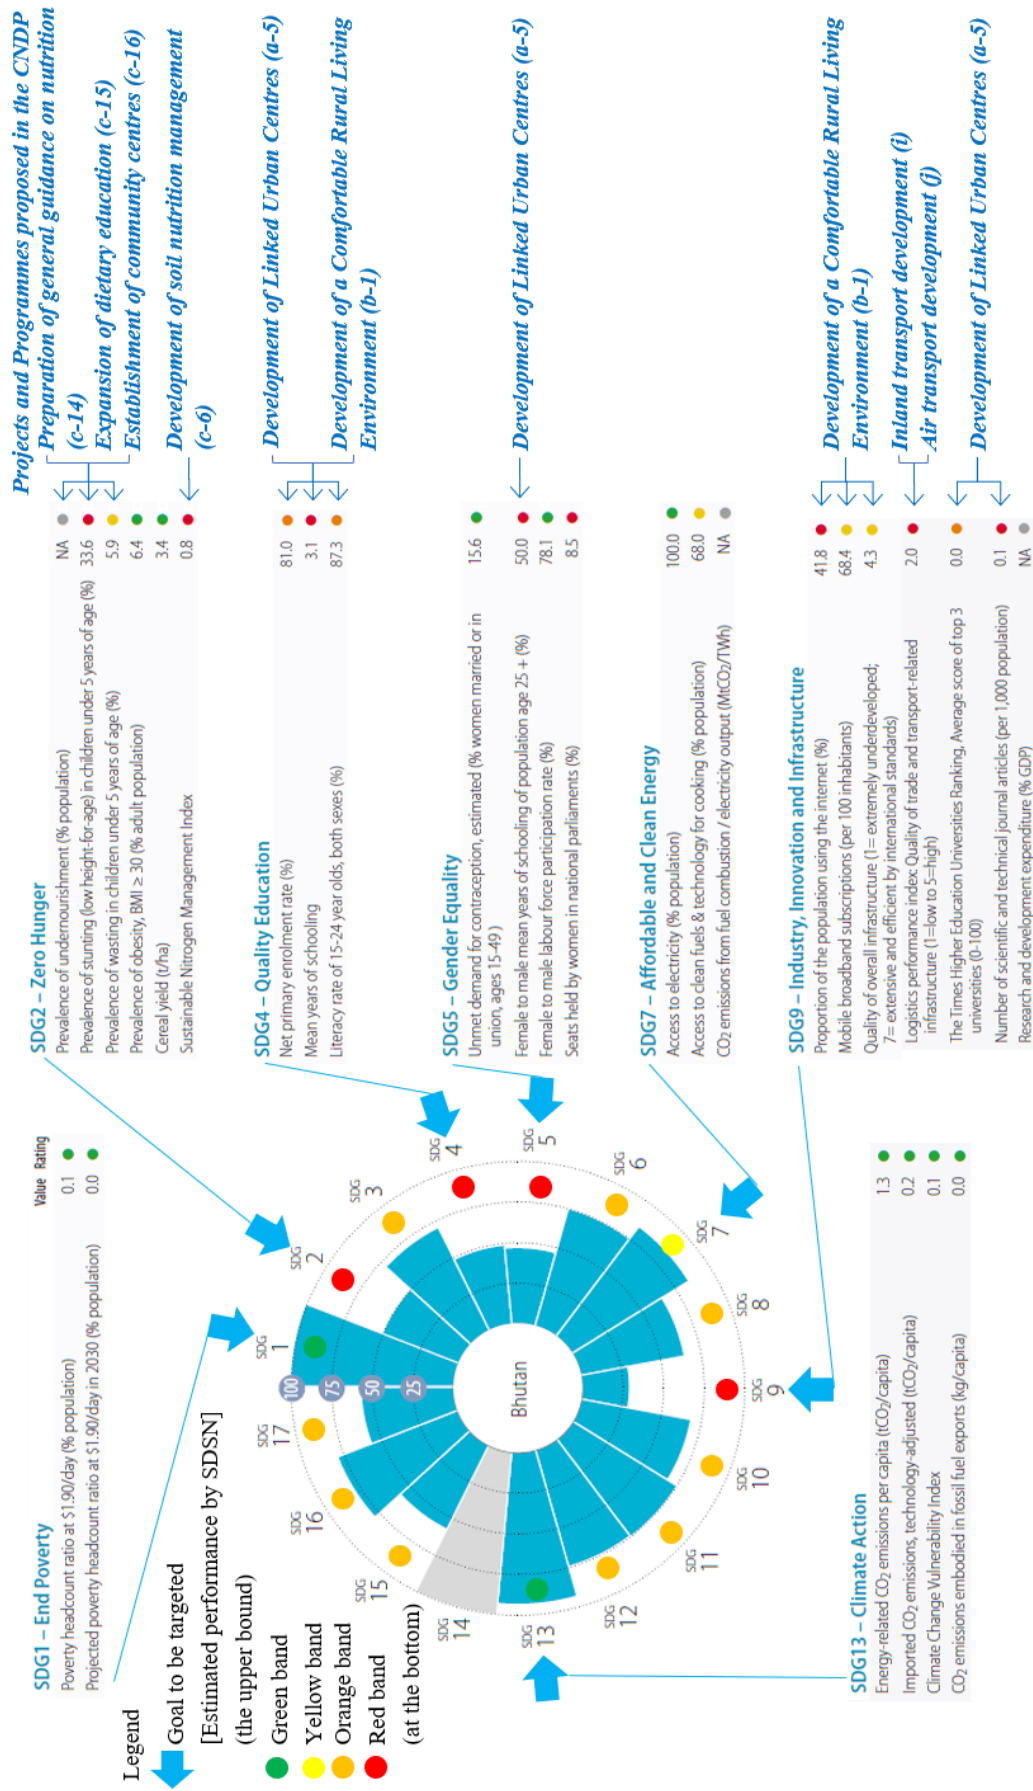 Projects and Programmes proposed in the CNDP
SDG1 – End Poverty
Value Rating
Poverty headcount ratio at $1.90/day (% population) 0.1
Projected poverty headcount ratio at $1.90/day in 2030 (% population) 0.0
SDG2 – Zero Hunger
Prevalence of undernourishment (% population) NA
Prevalence of stunting (low height-for-age) in children under 5 years of age (%) 33.6
Prevalence of wasting in children under 5 years of age (%) 5.9
Prevalence of obesity, BMI ≥ 30 (% adult population) 6.4
Cereal yield (t/ha) 3.4
Sustainable Nitrogen Management Index 0.8
Preparation of general guidance on nutrition
(c-14)
Expansion of dietary education (c-15)
Establishment of community centres (c-16)
Development of soil nutrition management
(c-6)
SDG4 – Quality Education
Net primary enrolment rate (%) 81.0
Mean years of schooling 3.1
Literacy rate of 15-24 year olds, both sexes (%) 87.3
Development of Linked Urban Centres (a-5)
Development of a Comfortable Rural Living
Environment (b-1)
SDG5 – Gender Equality
Unmet demand for contraception, estimated (% women married or in
union, ages 15-49 ) 15.6
Female to male mean years of schooling of population age 25 + (%) 50.0
Female to male labour force participation rate (%) 78.1
Seats held by women in national parliaments (%) 8.5
Development of Linked Urban Centres (a-5)
SDG7 – Affordable and Clean Energy
Access to electricity (% population) 100.0
Access to clean fuels & technology for cooking (% population) 68.0
CO2 emissions from fuel combustion / electricity output (MtCO2/TWh) NA
SDG9 – Industry, Innovation and Infrastructure
Proportion of the population using the internet (%) 41.8
Mobile broadband subscriptions (per 100 inhabitants) 68.4
Quality of overall infrastructure (1= extremely underdeveloped;
7= extensive and efficient by international standards) 4.3
Logistics performance index: Quality of trade and transport-related
infrastructure (1=low to 5=high) 2.0
The Times Higher Education Universities Ranking, Average score of top 3
universities (0-100) 0.0
Number of scientific and technical journal articles (per 1,000 population) 0.1
Research and development expenditure (% GDP) NA
Development of a Comfortable Rural Living
Environment (b-1)
Inland transport development (i)
Air transport development (j)
Development of Linked Urban Centres (a-5)
SDG13 – Climate Action
Energy-related CO2 emissions per capita (tCO2/capita) 1.3
Imported CO2 emissions, technology-adjusted (tCO2/capita) 0.2
Climate Change Vulnerability Index 0.1
CO2 emissions embodied in fossil fuel exports (kg/capita) 0.0
Legend
Goal to be targeted
[Estimated performance by SDSN]
(the upper bound)
Green band
Yellow band
Orange band
Red band
(at the bottom)
Bhutan
100
75
50
25
SDG 1
SDG 2
SDG 3
SDG 4
SDG 5
SDG 6
SDG 7
SDG 8
SDG 9
SDG 10
SDG 11
SDG 12
SDG 13
SDG 14
SDG 15
SDG 16
SDG 17